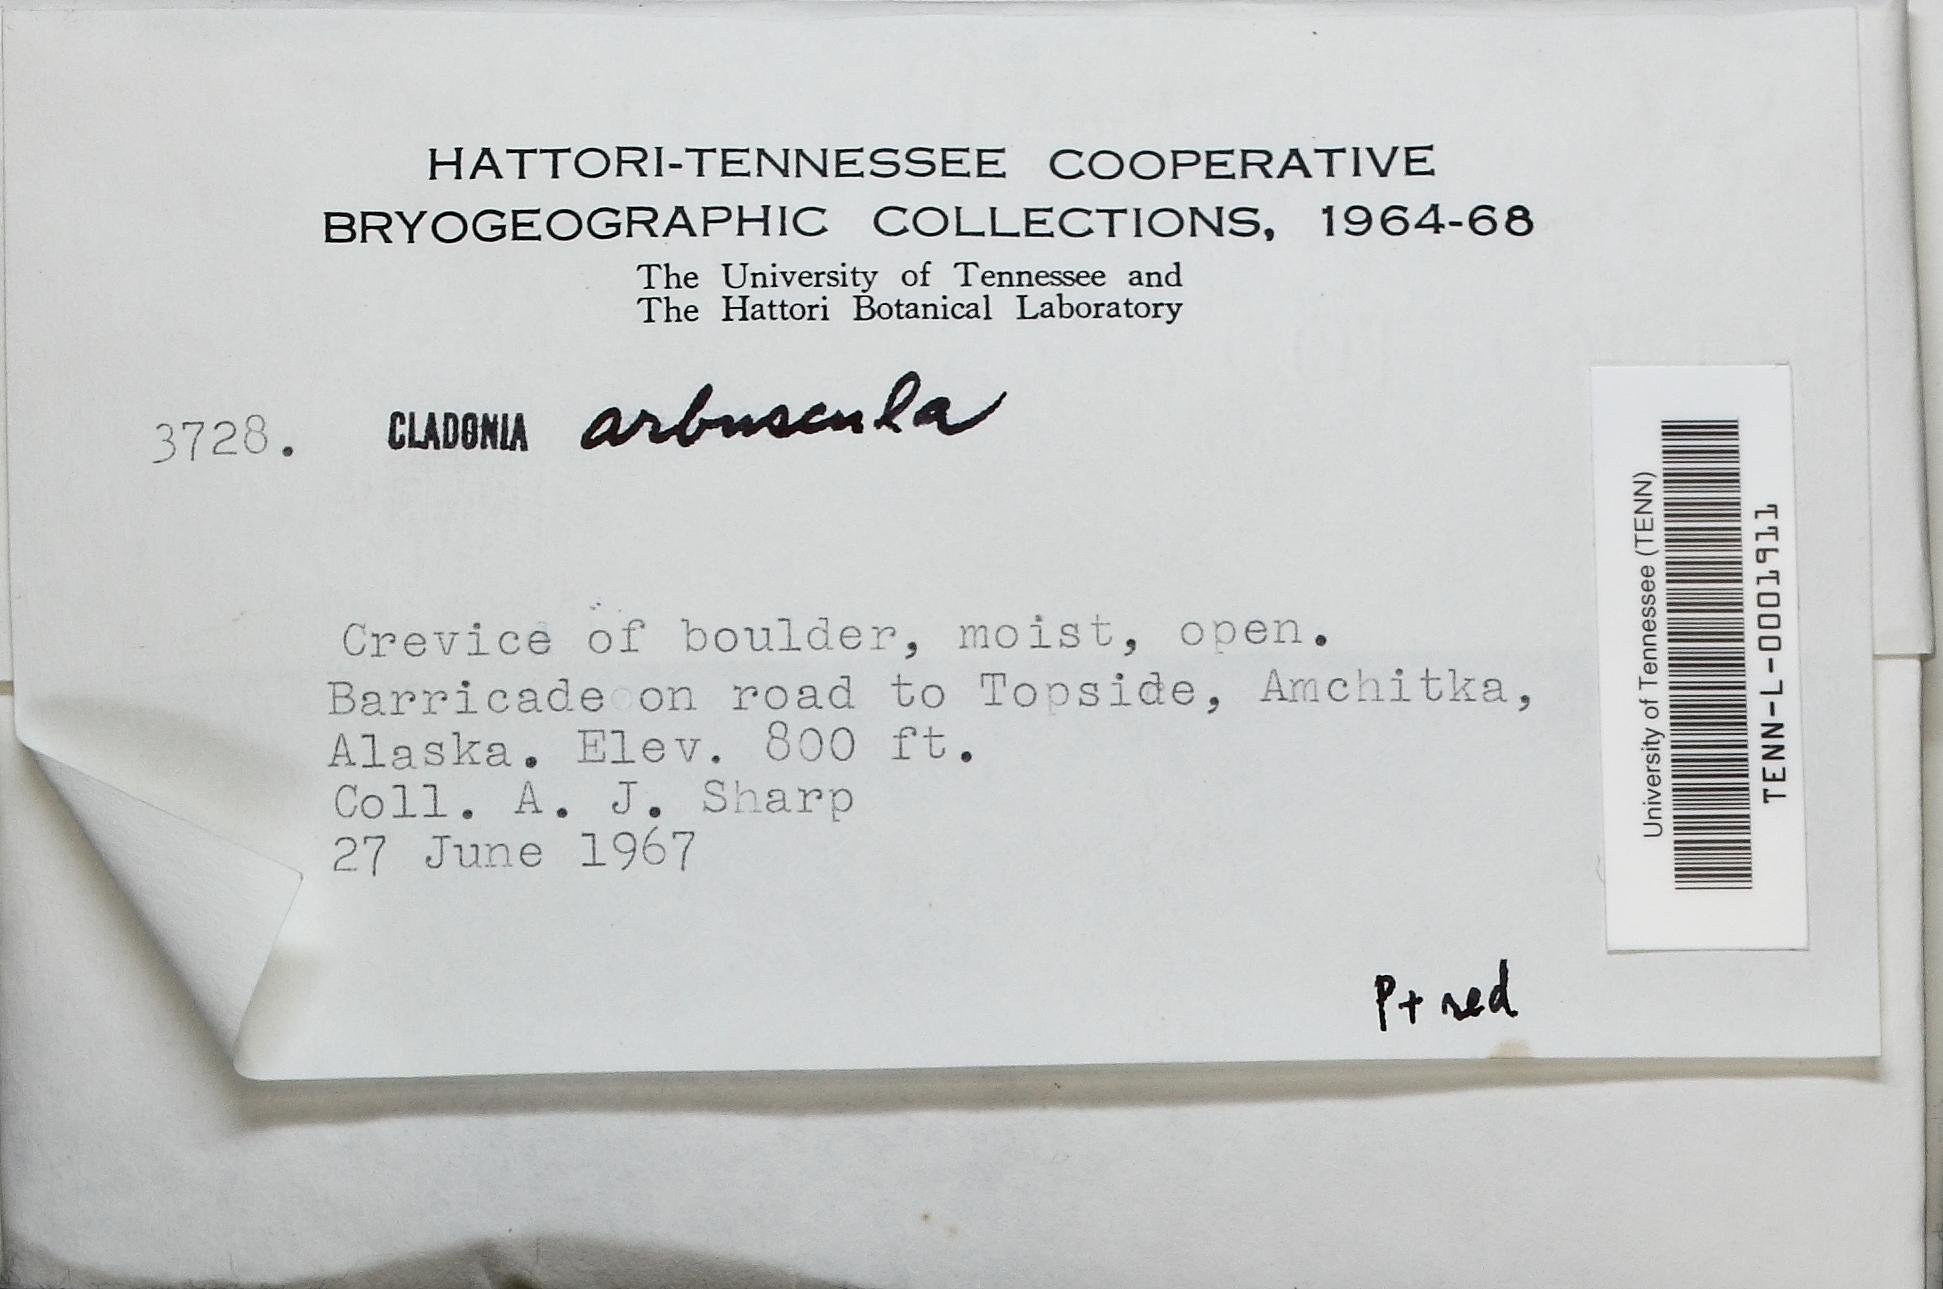 HATTORI-TENNESSEE COOPERATIVE
BRYOGEOGRAPHIC COLLECTIONS, 1964-68
The University of Tennessee and
The Hattori Botanical Laboratory
3728. CLADONIA arbuscula
Crevice of boulder, moist, open.
Barricade on road to Topside, Amchitka,
Alaska. Elev. 800 ft.
Coll. A. J. Sharp
27 June 1967
P+ red
University of Tennessee (TENN)
TENN-L-0001911